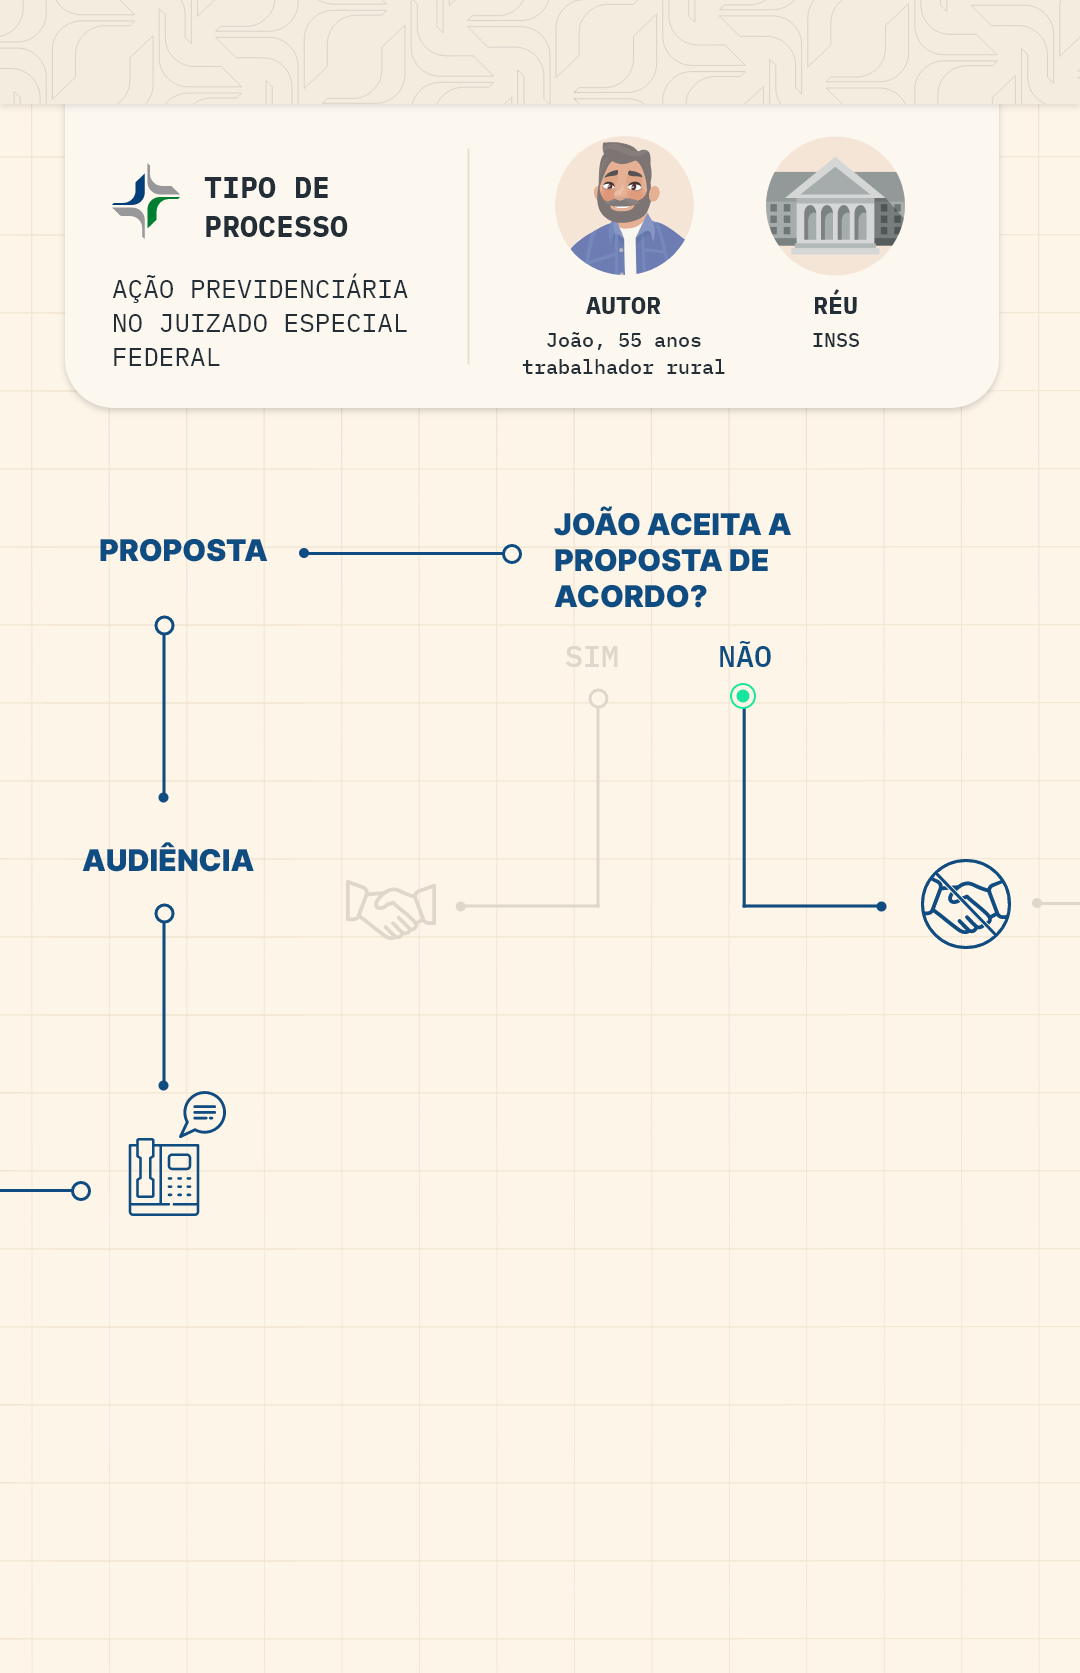 TIPO DE
PROCESSO
AÇÃO PREVIDENCIÁRIA
NO JUIZADO ESPECIAL
FEDERAL
AUTOR
João, 55 anos
trabalhador rural
RÉU
INSS
PROPOSTA
JOÃO ACEITA A
PROPOSTA DE
ACORDO?
SIM
NÃO
AUDIÊNCIA